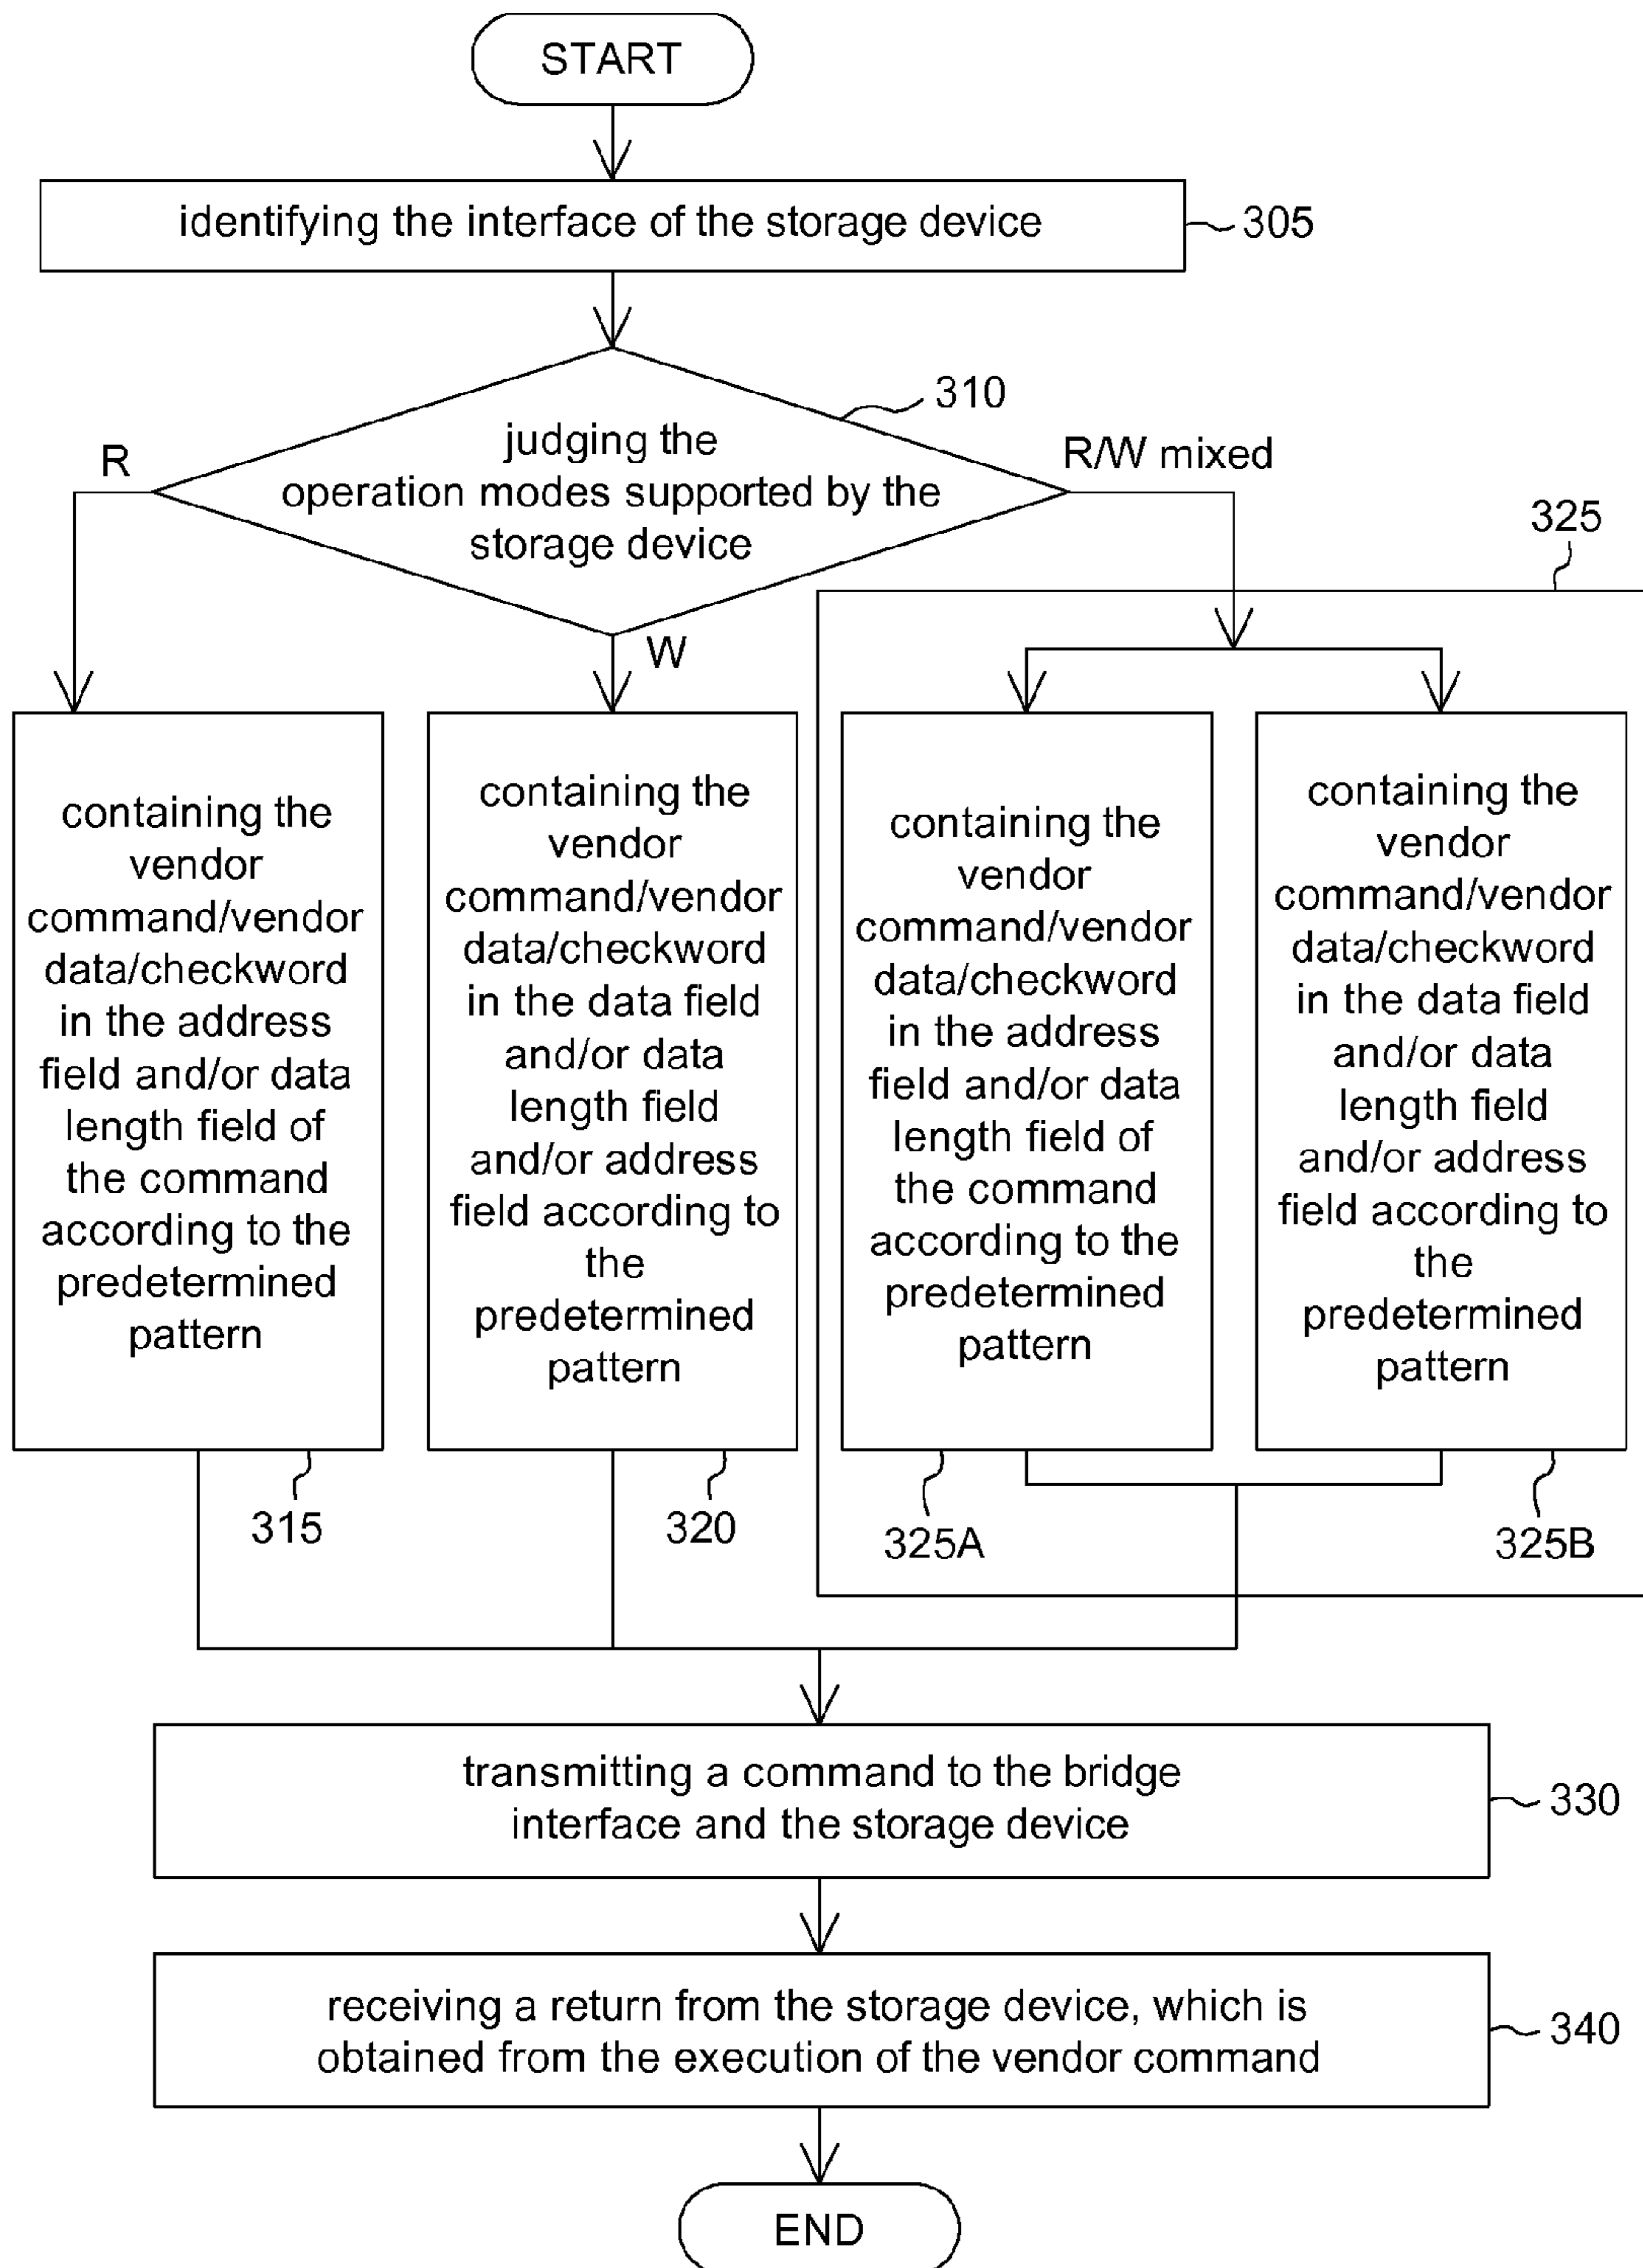 START
identifying the interface of the storage device
305
310
judging the
operation modes supported by the
storage device
R
R/W mixed
W
325
containing the
vendor
command/vendor
data/checkword
in the address
field and/or data
length field of
the command
according to the
predetermined
pattern
315
containing the
vendor
command/vendor
data/checkword
in the data field
and/or data
length field
and/or address
field according to
the
predetermined
pattern
320
containing the
vendor
command/vendor
data/checkword
in the address
field and/or data
length field of
the command
according to the
predetermined
pattern
325A
containing the
vendor
command/vendor
data/checkword
in the data field
and/or data
length field
and/or address
field according to
the
predetermined
pattern
325B
transmitting a command to the bridge
interface and the storage device
330
receiving a return from the storage device, which is
obtained from the execution of the vendor command
340
END